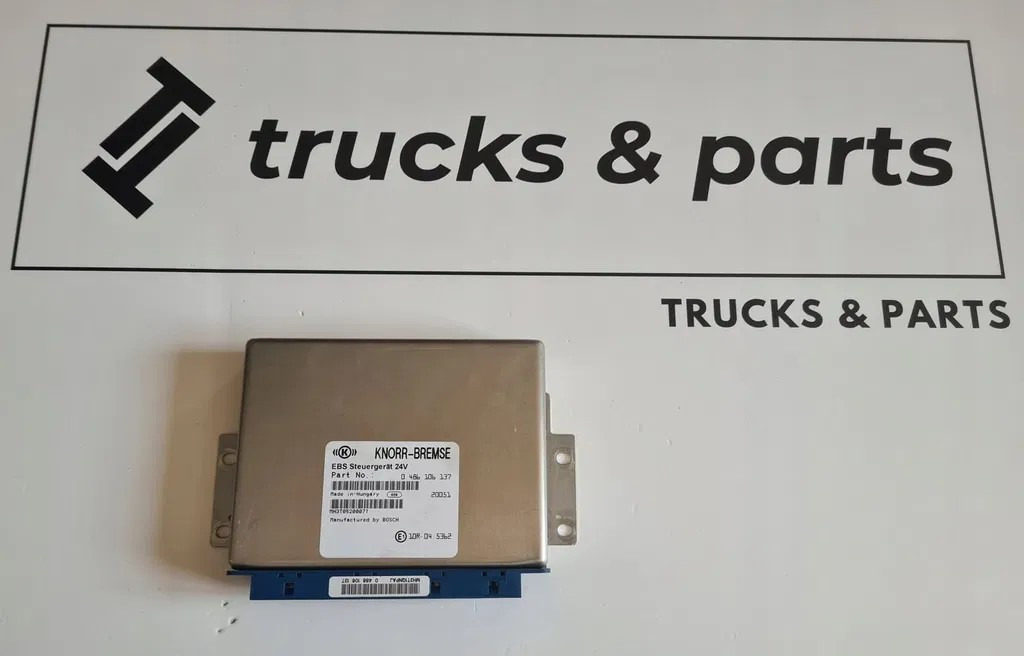 trucks & parts
TRUCKS & PARTS
((K)) KNORR-BREMSE
EBS Steuergerät 24V
Part No.: 0 486 106 137
Made in Hungary 20051
Manufactured by BOSCH
E1 10R-04 5362
0 486 106 137